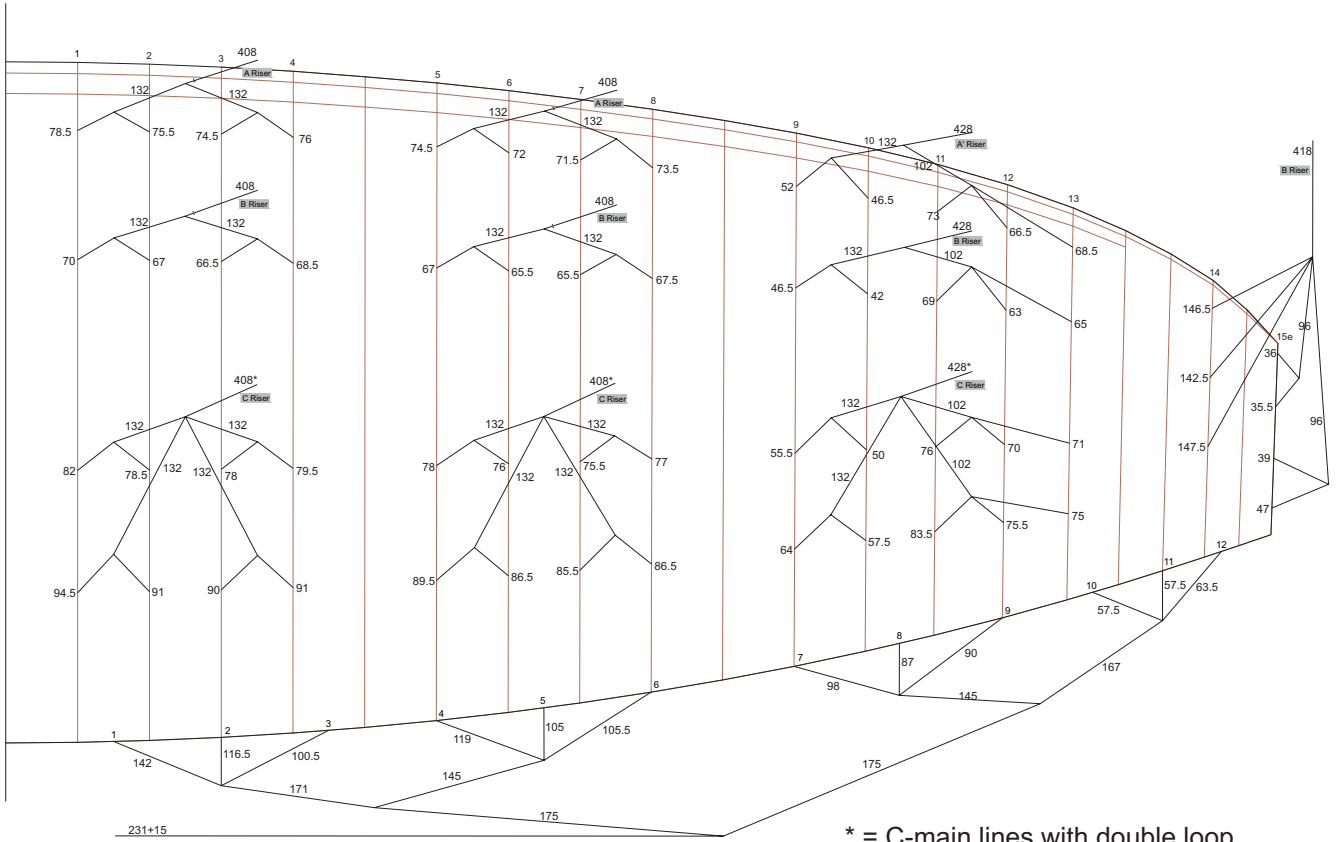 1 2 3 4 5 6 7 8 9 10 11 12 13 14 15e
408 408 428 418
A Riser A Riser A' Riser B Riser
132 132 132 132 132 102
78.5 75.5 74.5 76 74.5 72 71.5 73.5 52 46.5 73 66.5 68.5
408 408 428
B Riser B Riser B Riser
132 132 132 132 132 102
70 67 66.5 68.5 67 65.5 65.5 67.5 46.5 42 69 63 65
146.5 96 36
142.5 35.5 96
147.5 39
47
408* 408* 428*
C Riser C Riser C Riser
132 132 132 132 132 102
82 78.5 132 132 78 79.5 78 76 132 132 75.5 77 55.5 50 76 70 71
132 102
94.5 91 90 91 89.5 86.5 85.5 86.5 64 57.5 83.5 75.5 75
1 2 3 4 5 6 7 8 9 10 11 12
142 116.5 100.5 119 105 105.5 98 87 90 57.5 57.5 63.5
171 145 145 167
175 175
231+15
* = C-main lines with double loop